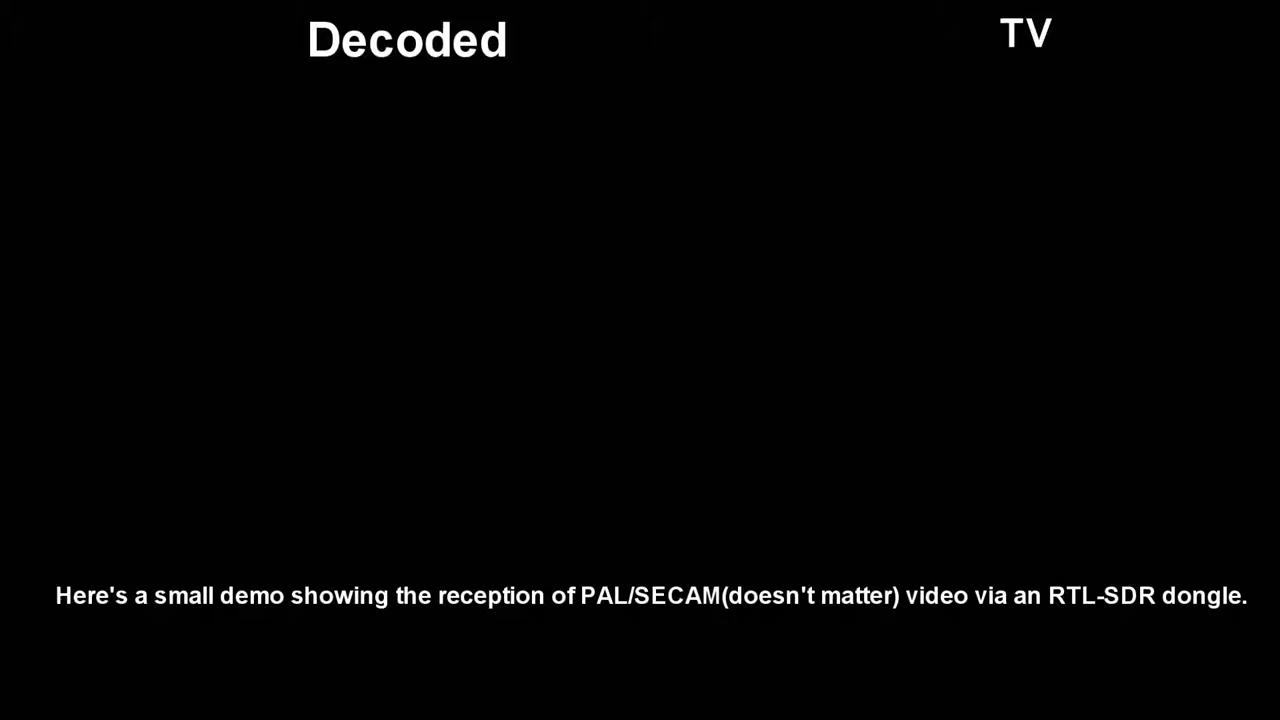 Decoded
TV
Here's a small demo showing the reception of PAL/SECAM(doesn't matter) video via an RTL-SDR dongle.